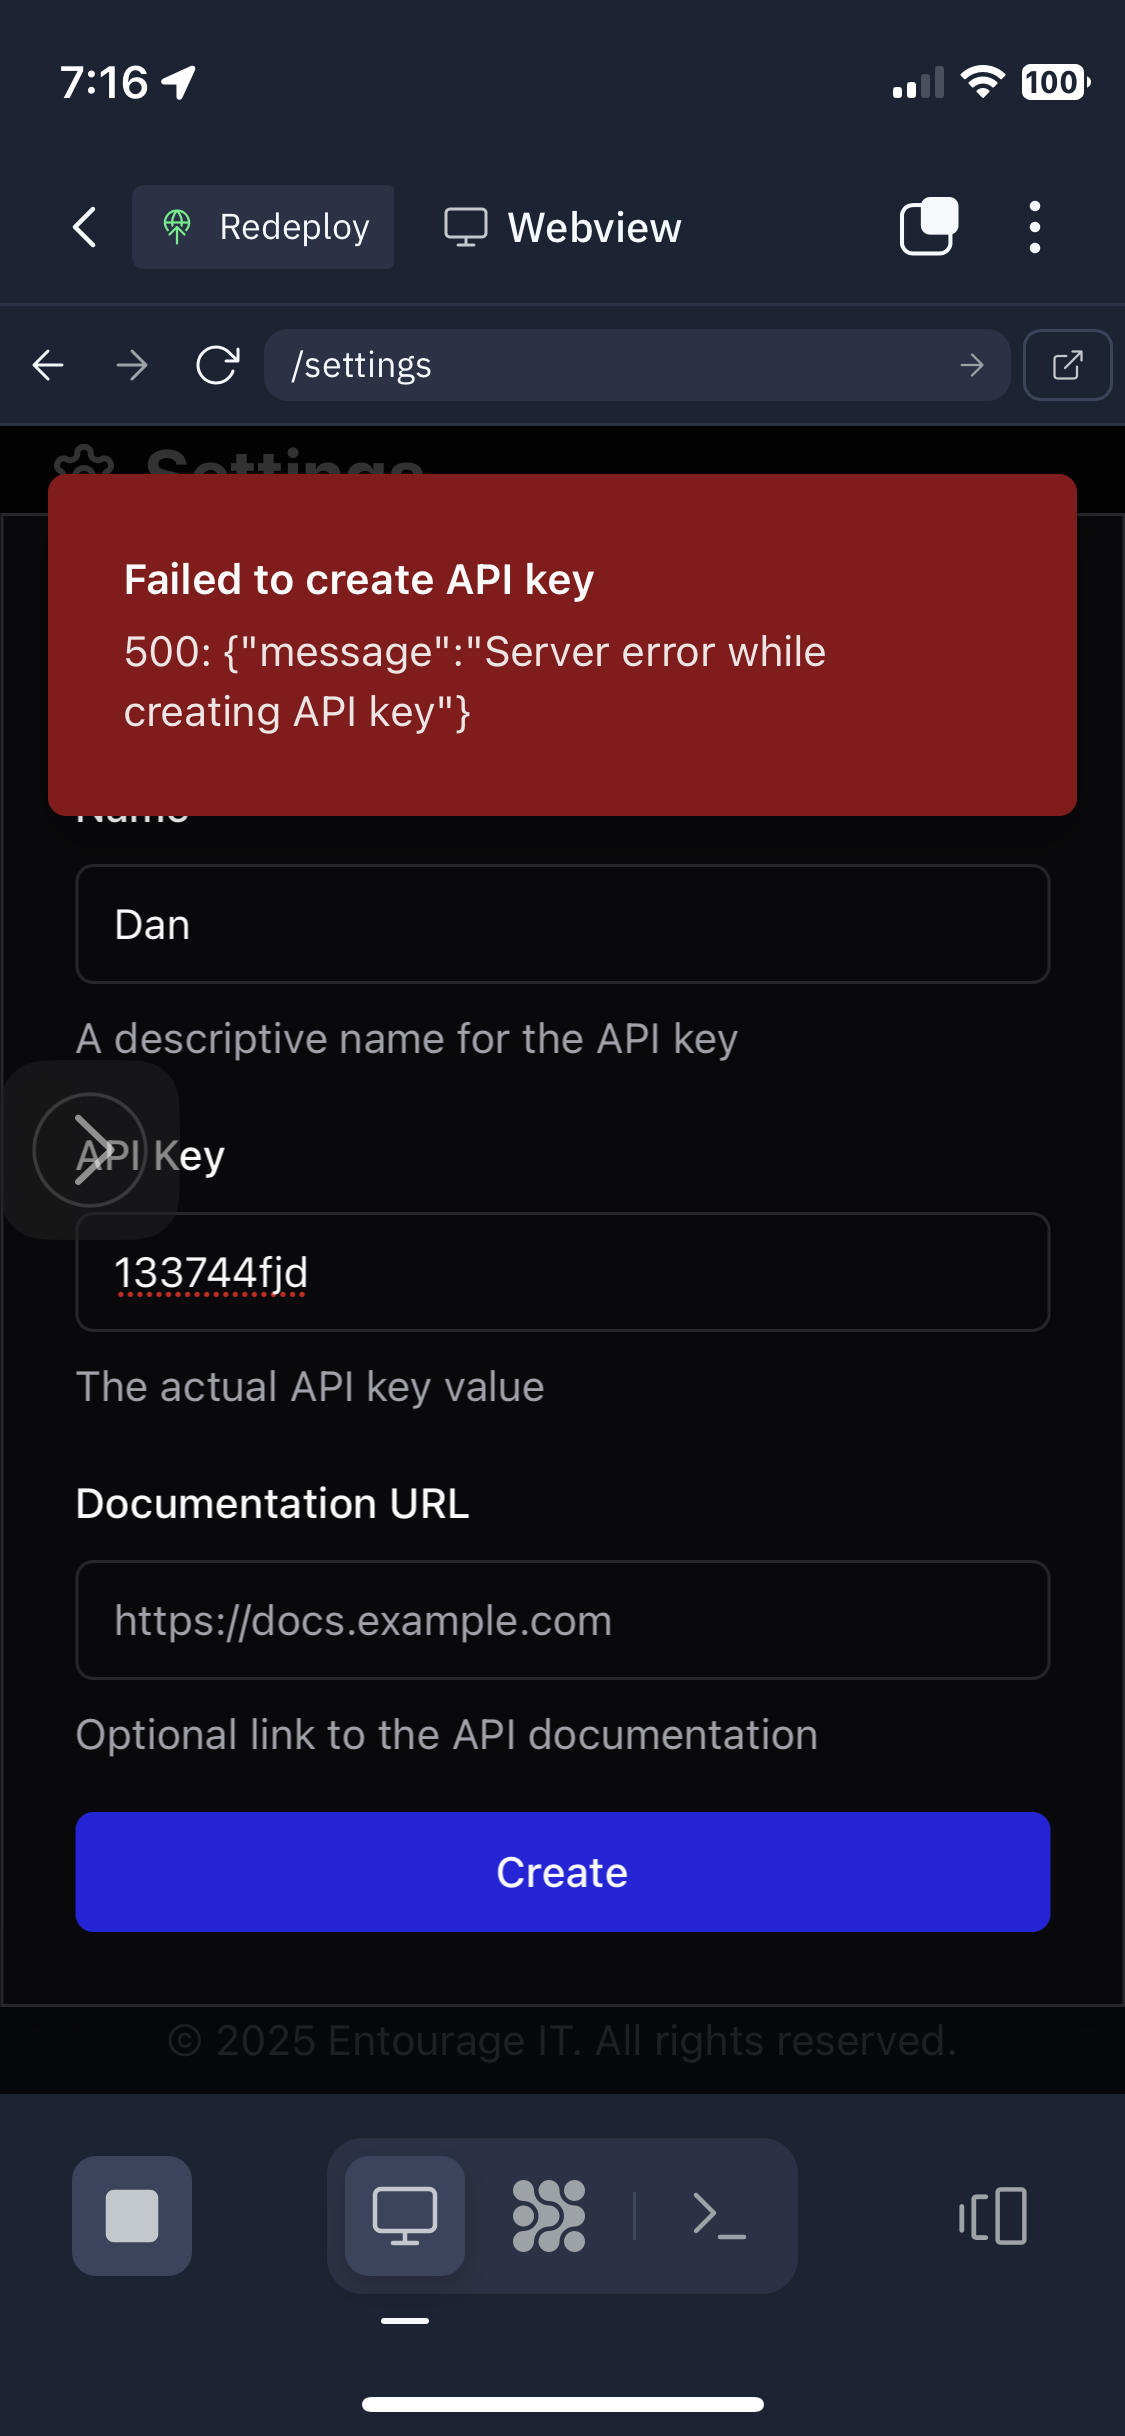 7:16
100
Redeploy
Webview
/settings
Settings
Failed to create API key
500: {"message":"Server error while
creating API key"}
Name
Dan
A descriptive name for the API key
API Key
133744fjd
The actual API key value
Documentation URL
https://docs.example.com
Optional link to the API documentation
Create
© 2025 Entourage IT. All rights reserved.